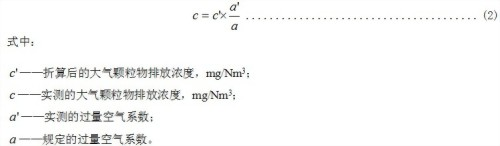 c = c'× a'/a ........................................ (2)
式中：
c'——折算后的大气颗粒物排放浓度，mg/Nm³；
c——实测的大气颗粒物排放浓度，mg/Nm³；
a'——实测的过量空气系数；
a——规定的过量空气系数。